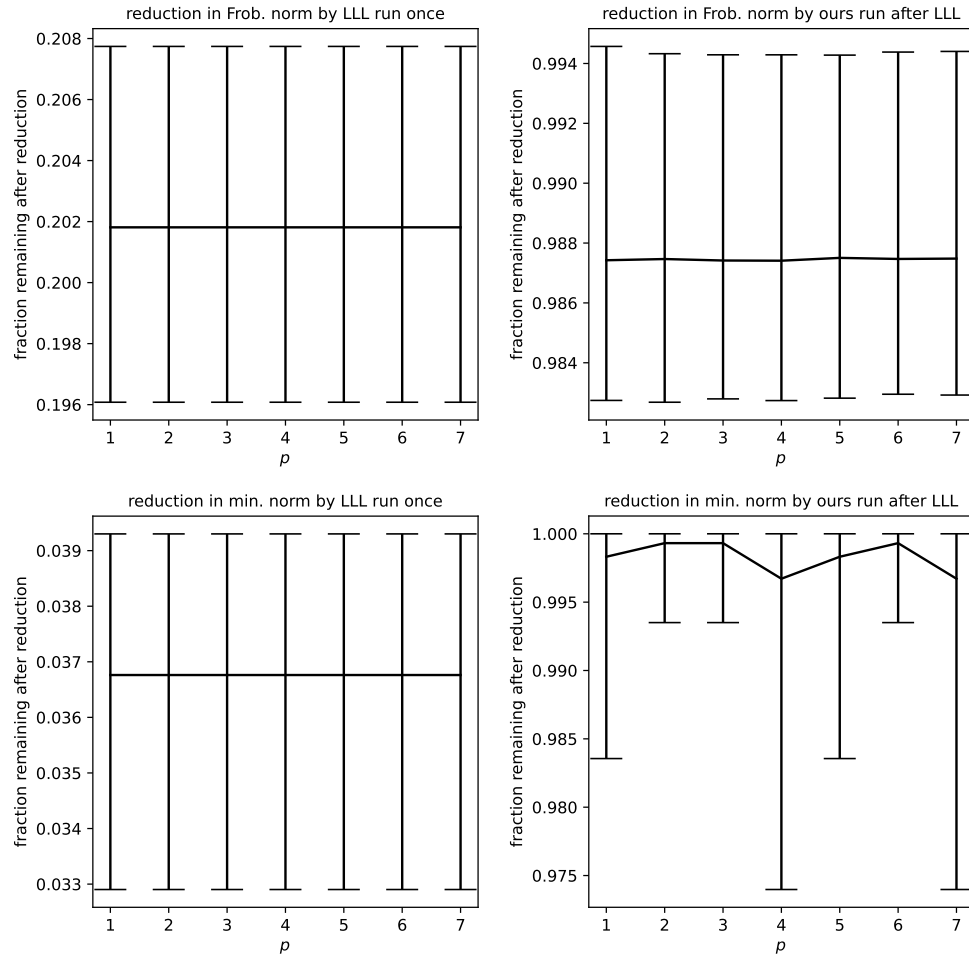 reduction in Frob. norm by LLL run once
fraction remaining after reduction
0.208
0.206
0.204
0.202
0.200
0.198
0.196
1 2 3 4 5 6 7
p
reduction in Frob. norm by ours run after LLL
fraction remaining after reduction
0.994
0.992
0.990
0.988
0.986
0.984
1 2 3 4 5 6 7
p
reduction in min. norm by LLL run once
fraction remaining after reduction
0.039
0.038
0.037
0.036
0.035
0.034
0.033
1 2 3 4 5 6 7
p
reduction in min. norm by ours run after LLL
fraction remaining after reduction
1.000
0.995
0.990
0.985
0.980
0.975
1 2 3 4 5 6 7
p